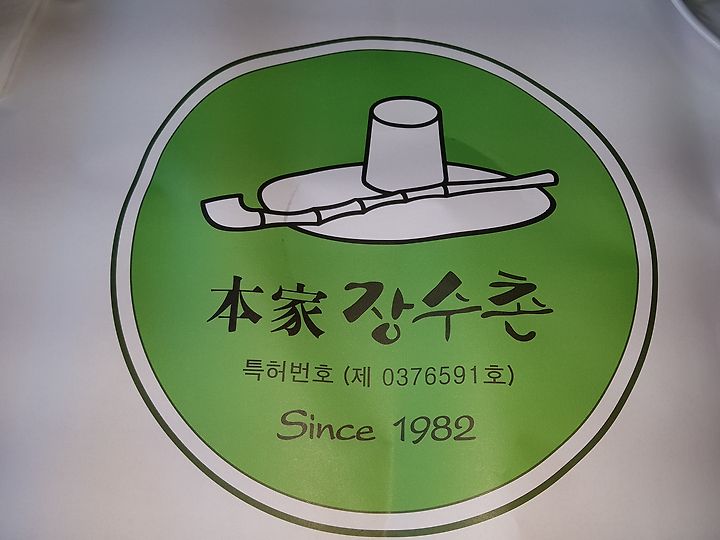 本家 장수촌
특허번호 (제 0376591호)
Since 1982